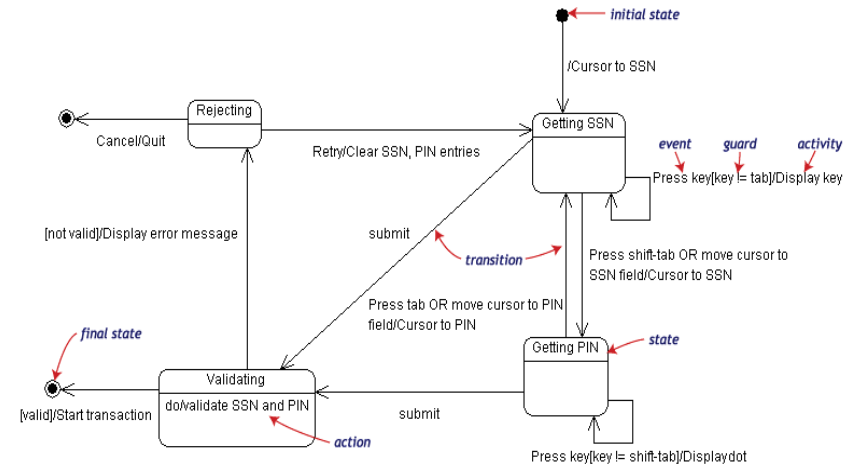 initial state
/Cursor to SSN
Rejecting
Getting SSN
Cancel/Quit
Retry/Clear SSN, PIN entries
event
guard
activity
Press key[key != tab]/Display key
[not valid]/Display error message
submit
transition
Press shift-tab OR move cursor to
SSN field/Cursor to SSN
Press tab OR move cursor to PIN
field/Cursor to PIN
final state
Getting PIN
state
Validating
do/validate SSN and PIN
[valid]/Start transaction
submit
action
Press key[key != shift-tab]/Displaydot